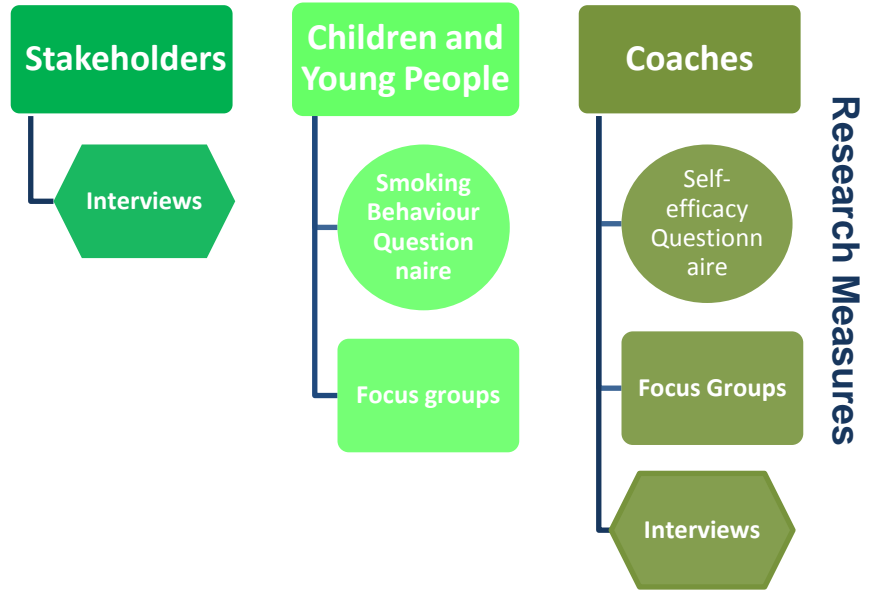 Stakeholders
Interviews
Children and
Young People
Smoking
Behaviour
Question
naire
Focus groups
Coaches
Self-
efficacy
Questionn
aire
Focus Groups
Interviews
Research Measures